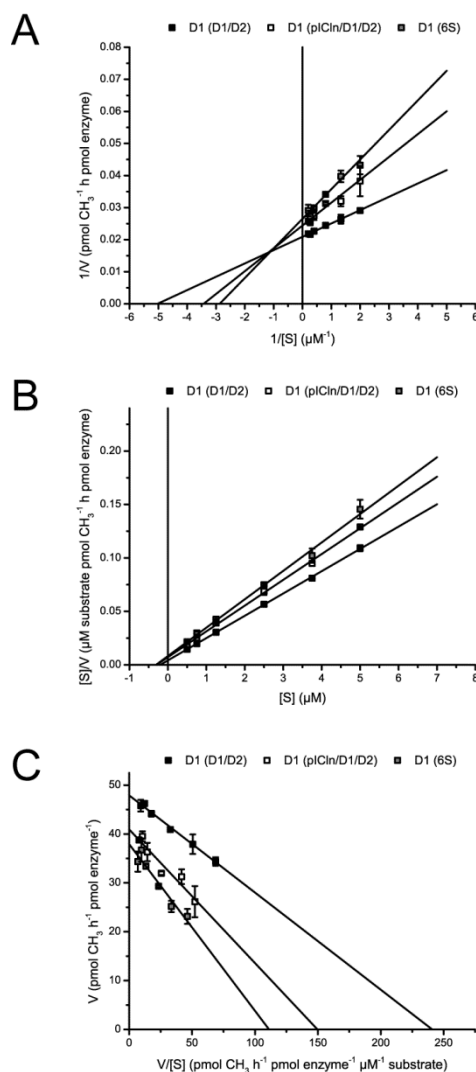 A
D1 (D1/D2) D1 (pICln/D1/D2) D1 (6S)
0.08
0.07
0.06
0.05
0.04
0.03
0.02
0.01
0.00
1/V (pmol CH₃⁻¹ h pmol enzyme)
-6 -5 -4 -3 -2 -1 0 1 2 3 4 5 6
1/[S] (µM⁻¹)
B
D1 (D1/D2) D1 (pICln/D1/D2) D1 (6S)
0.20
0.15
0.10
0.05
0.00
[S]/V (µM substrate pmol CH₃⁻¹ h pmol enzyme)
-1 0 1 2 3 4 5 6 7 8
[S] (µM)
C
D1 (D1/D2) D1 (pICln/D1/D2) D1 (6S)
50
40
30
20
10
0
V (pmol CH₃ h⁻¹ pmol enzyme⁻¹)
0 50 100 150 200 250
V/[S] (pmol CH₃ h⁻¹ pmol enzyme⁻¹ µM⁻¹ substrate)